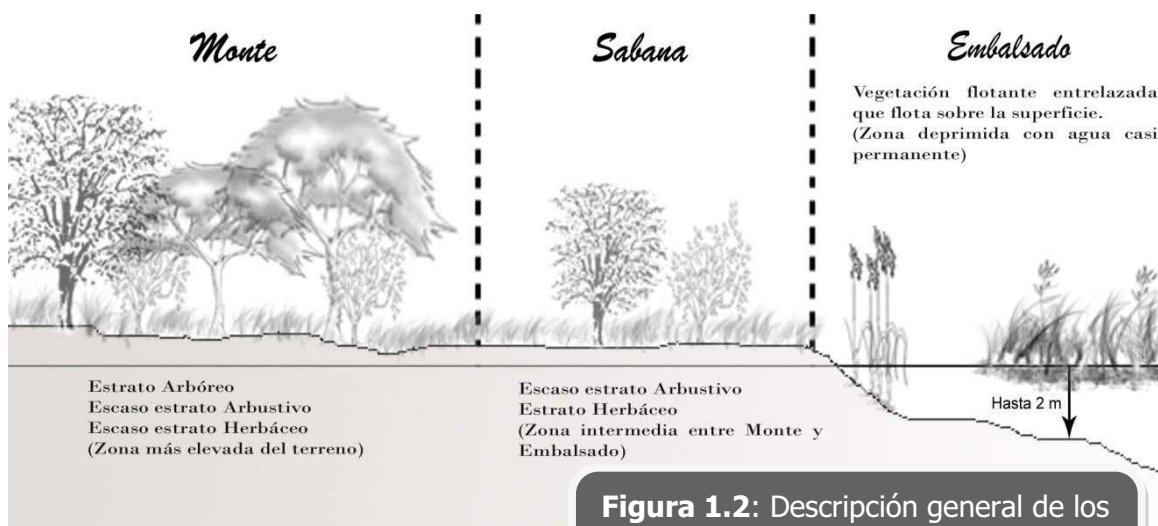 Monte
Sabana
Embalsado
Vegetación flotante entrelazada
que flota sobre la superficie.
(Zona deprimida con agua casi
permanente)
Estrato Arbóreo
Escaso estrato Arbustivo
Escaso estrato Herbáceo
(Zona más elevada del terreno)
Escaso estrato Arbustivo
Estrato Herbáceo
(Zona intermedia entre Monte y
Embalsado)
Hasta 2 m
Figura 1.2: Descripción general de los